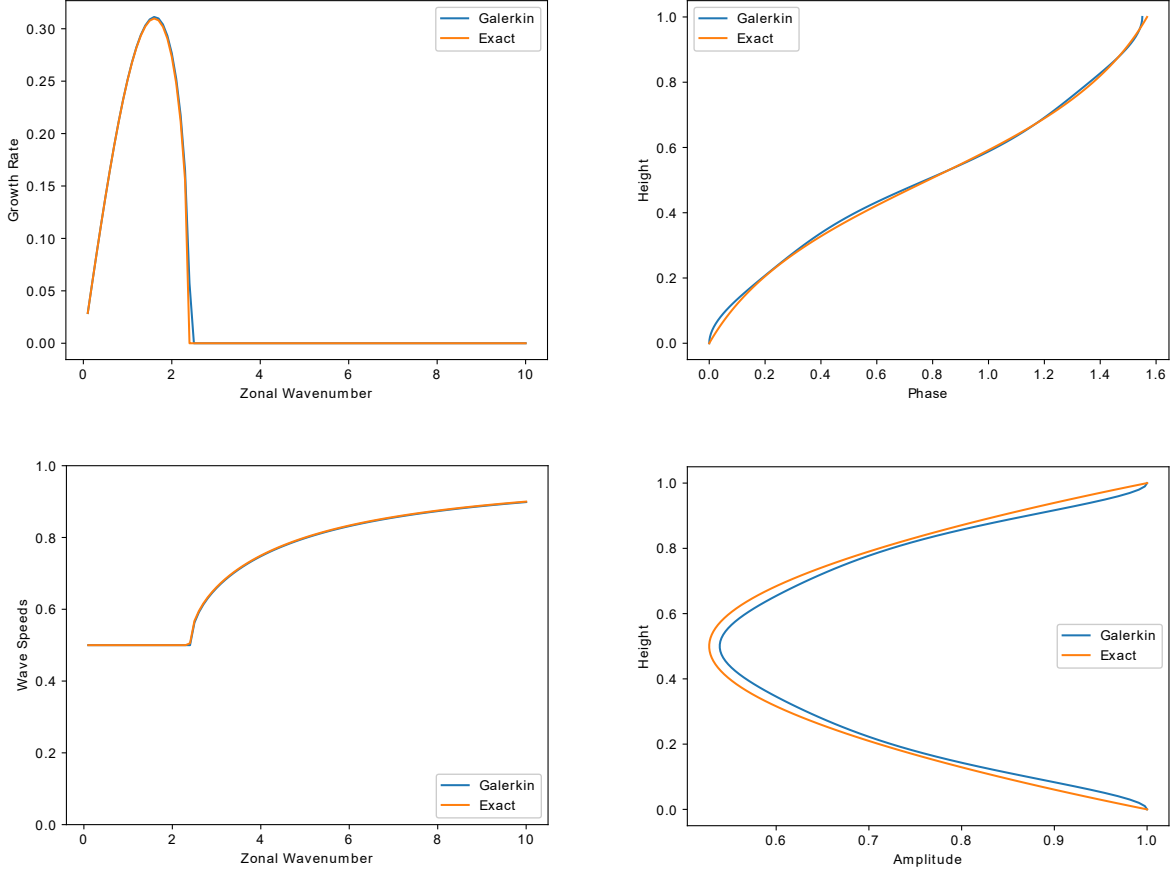 0.30
0.25
0.20
0.15
0.10
0.05
0.00
Growth Rate
0 2 4 6 8 10
Zonal Wavenumber
Galerkin
Exact
1.0
0.8
0.6
0.4
0.2
0.0
Height
0.0 0.2 0.4 0.6 0.8 1.0 1.2 1.4 1.6
Phase
Galerkin
Exact
1.0
0.8
0.6
0.4
0.2
0.0
Wave Speeds
0 2 4 6 8 10
Zonal Wavenumber
Galerkin
Exact
1.0
0.8
0.6
0.4
0.2
0.0
Height
0.6 0.7 0.8 0.9 1.0
Amplitude
Galerkin
Exact